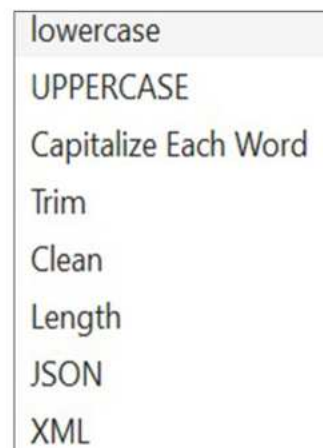 lowercase
UPPERCASE
Capitalize Each Word
Trim
Clean
Length
JSON
XML